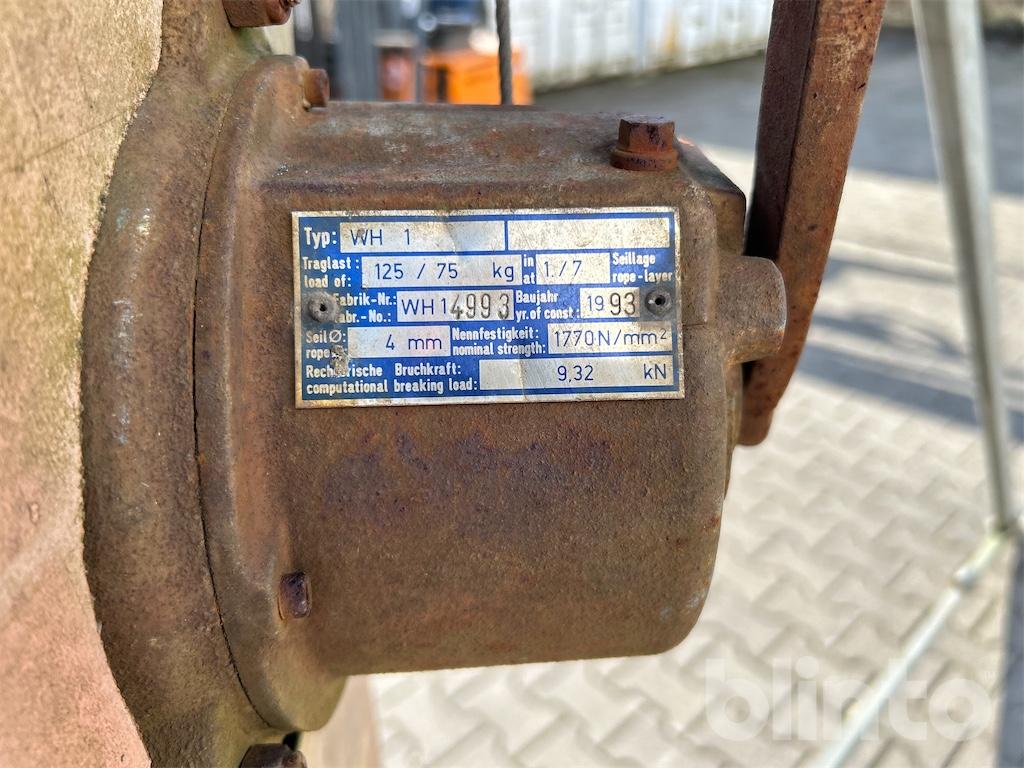 Typ: WH 1
Traglast: 125 / 75 kg in 1./7 Seillage
load of: at rope-layer
Fabrik-Nr.: WH 14993 Baujahr 1993
abr.-No.: yr. of const:
Seil Ø: 4 mm Nennfestigkeit: 1770 N/mm²
rope nominal strength:
Bruchkraft: 9,32 kN
computational breaking load:
blinto